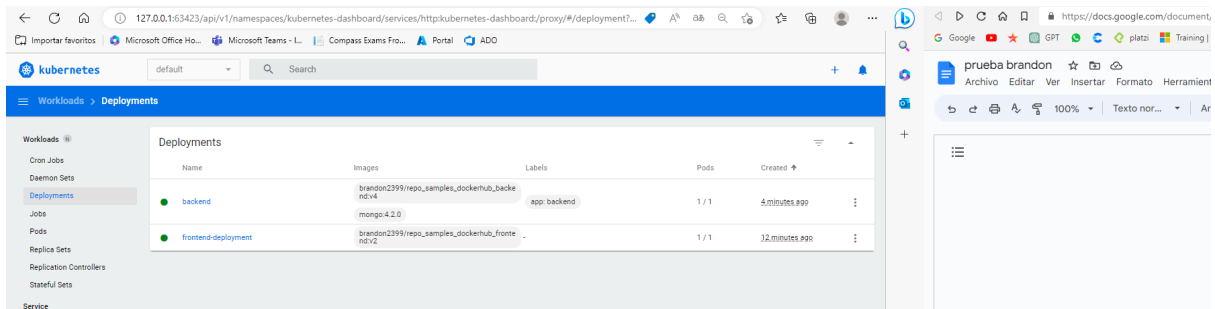 127.0.0.1:63423/api/v1/namespaces/kubernetes-dashboard/services/http:kubernetes-dashboard:/proxy/#/deployment?...
Importar favoritos
Microsoft Office Ho...
Microsoft Teams - I...
Compass Exams Fro...
Portal
ADO
kubernetes
default
Search
Workloads > Deployments
Workloads N
Cron Jobs
Daemon Sets
Deployments
Jobs
Pods
Replica Sets
Replication Controllers
Stateful Sets
Service
Deployments
Name Images Labels Pods Created
backend
brandon2399/repo_samples_dockerhub_backe
nd:v4
mongo:4.2.0
app: backend
1 / 1
4 minutes ago
frontend-deployment
brandon2399/repo_samples_dockerhub_fronte
nd:v2
-
1 / 1
12 minutes ago
https://docs.google.com/document/
Google
GPT
platzi
Training |
prueba brandon
Archivo Editar Ver Insertar Formato Herramient
100%
Texto nor...
Ar